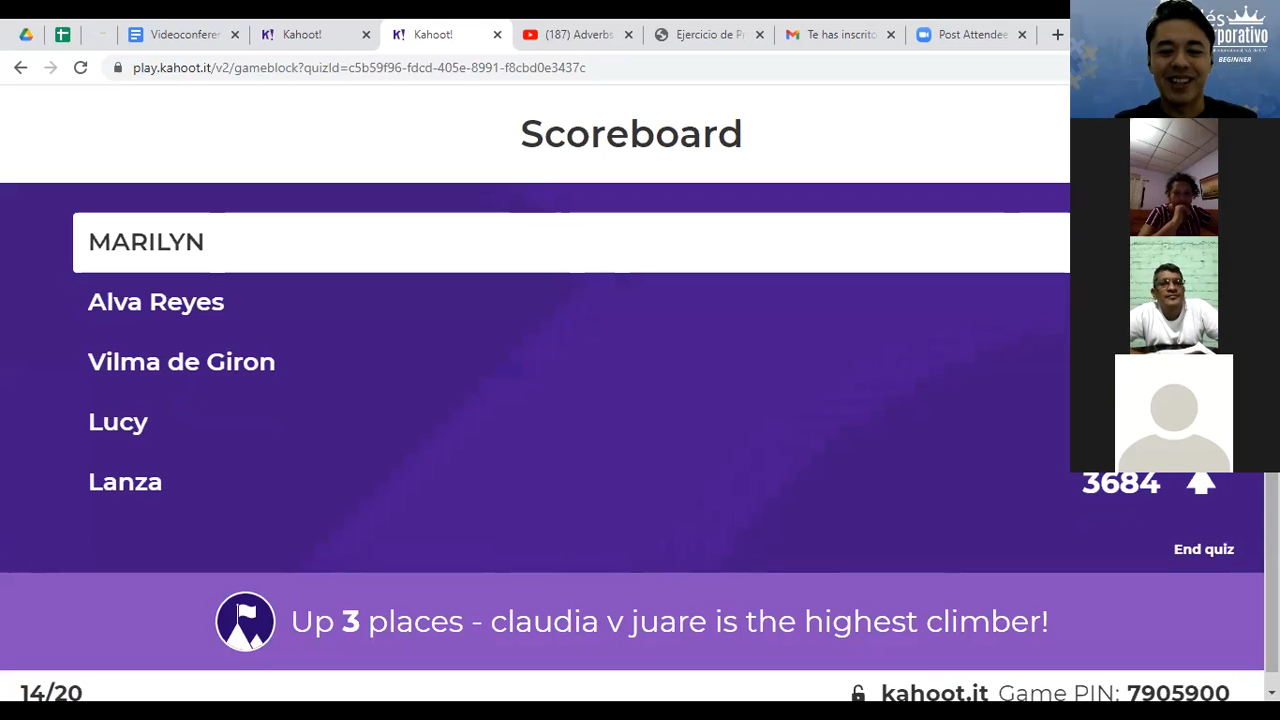 Videoconferen
Kahoot!
Kahoot!
(187) Adverbs
Ejercicio de Pr
Te has inscrito
Post Attendee
play.kahoot.it/v2/gameblock?quizId=c5b59f96-fdcd-405e-8991-f8cbd0e3437c
BEGINNER
Scoreboard
MARILYN
Alva Reyes
Vilma de Giron
Lucy
Lanza 3684
End quiz
Up 3 places - claudia v juare is the highest climber!
14/20
kahoot.it Game PIN: 7905900